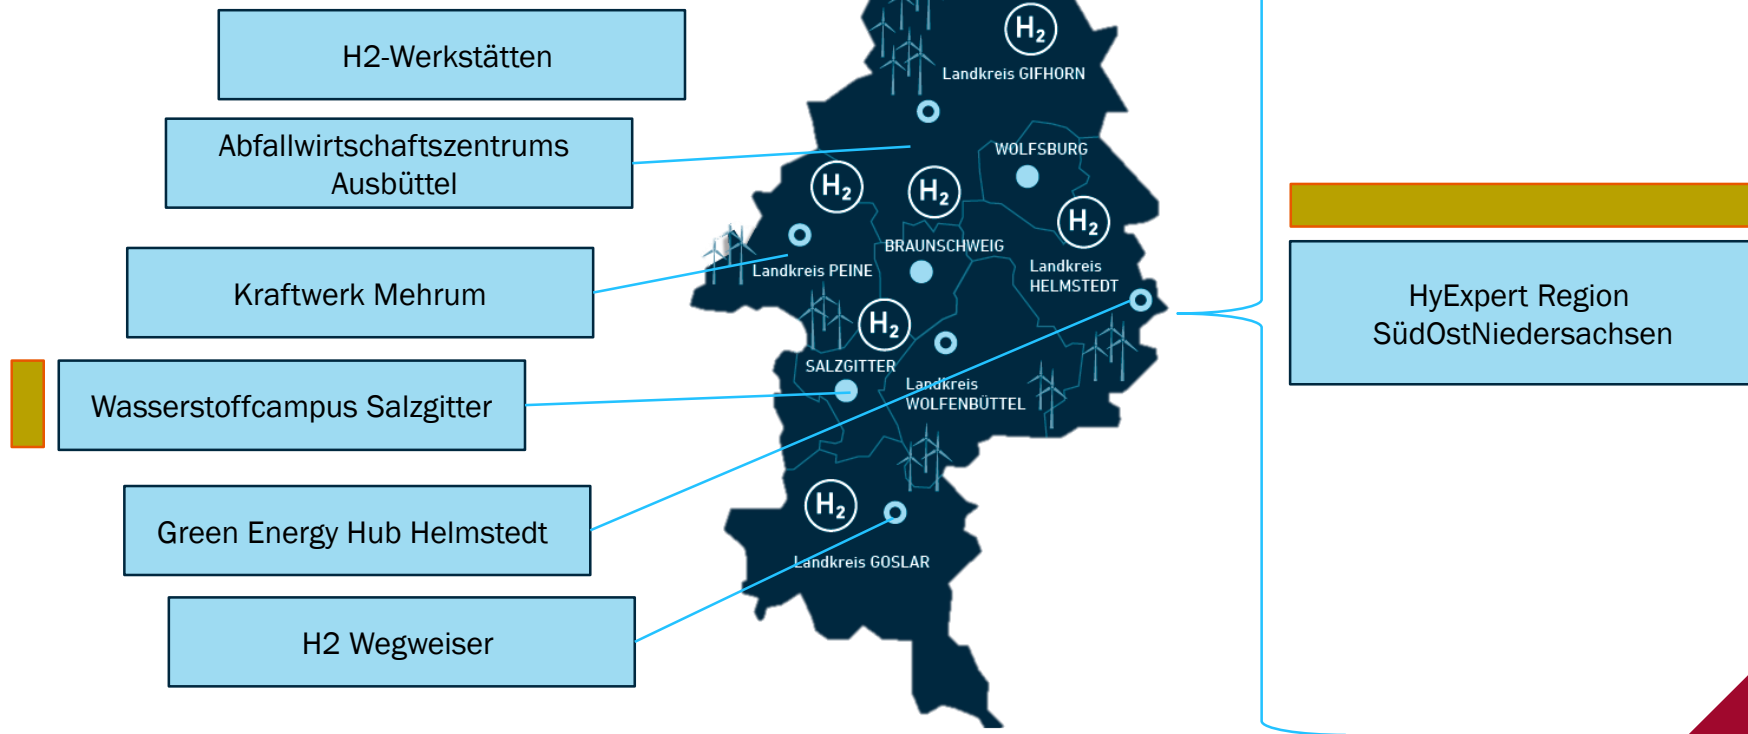 H2-Werkstätten
Abfallwirtschaftszentrums
Ausbüttel
Kraftwerk Mehrum
Wasserstoffcampus Salzgitter
Green Energy Hub Helmstedt
H2 Wegweiser
H₂
Landkreis GIFHORN
WOLFSBURG
H₂
H₂
H₂
BRAUNSCHWEIG
Landkreis PEINE
Landkreis
HELMSTEDT
H₂
SALZGITTER
Landkreis
WOLFENBÜTTEL
H₂
Landkreis GOSLAR
HyExpert Region
SüdOstNiedersachsen